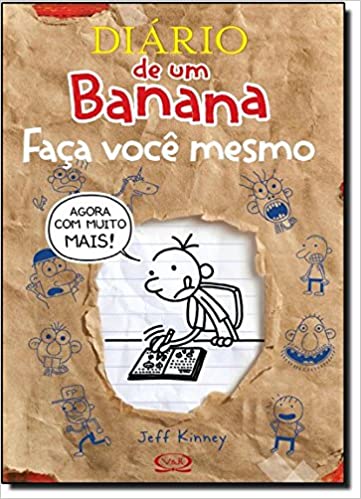 DIÁRIO
de um
Banana
Faça você mesmo
AGORA
COM MUITO
MAIS!
Jeff Kinney
V&R